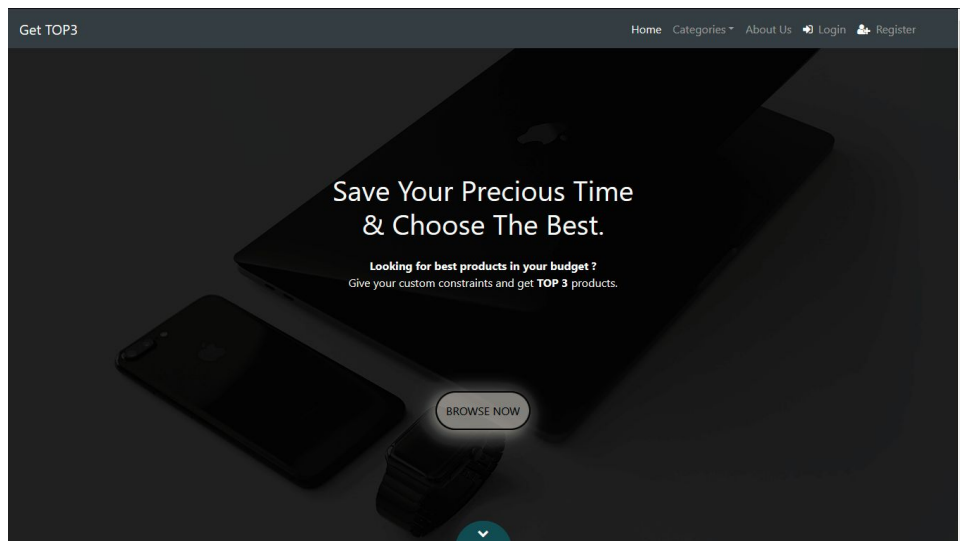 Get TOP3
Home Categories About Us Login Register
Save Your Precious Time
& Choose The Best.
Looking for best products in your budget ?
Give your custom constraints and get TOP 3 products.
BROWSE NOW